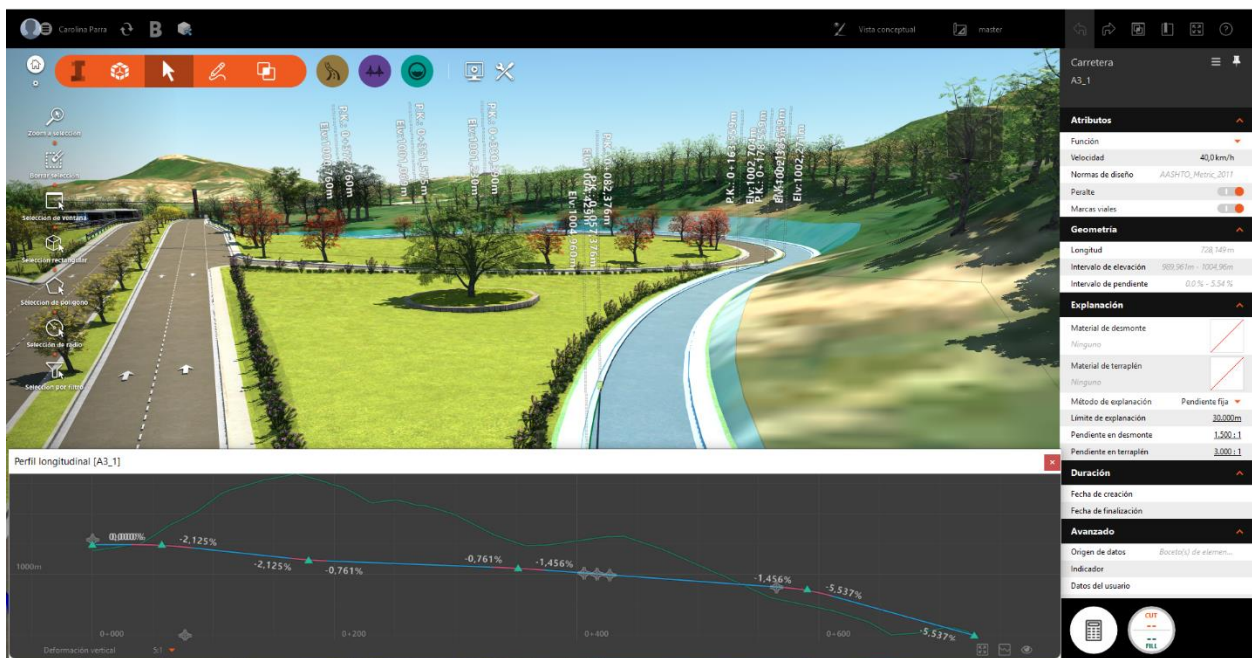 Carolina Parra
B
Vista conceptual
master
Zoom a selección
Borrar selección
Selección de ventana
Selección rectangular
Selección de polígono
Selección de radio
Selección por filtro
Carretera
A3_1
Atributos
Función
Velocidad 40,0 km/h
Normas de diseño AASHTO_Metric_2011
Peralte
Marcas viales
Geometría
Longitud 728,149 m
Intervalo de elevación 989,961m - 1004,96m
Intervalo de pendiente 0,0 % - 5.54 %
Explanación
Material de desmonte
Ninguno
Material de terraplén
Ninguno
Método de explanación Pendiente fija
Límite de explanación 30.000m
Pendiente en desmonte 1.500 : 1
Pendiente en terraplén 3.000 : 1
Duración
Fecha de creación
Fecha de finalización
Avanzado
Origen de datos Boceto(s) de elemen...
Indicador
Datos del usuario
CUT
--
--
FILL
Perfil longitudinal [A3_1]
-2,125%
-2,125%
-0,761%
-0,761%
-1,456%
-1,456%
-5,537%
-5,537%
1000m
0+000
0+200
0+400
0+600
Deformación vertical 5:1